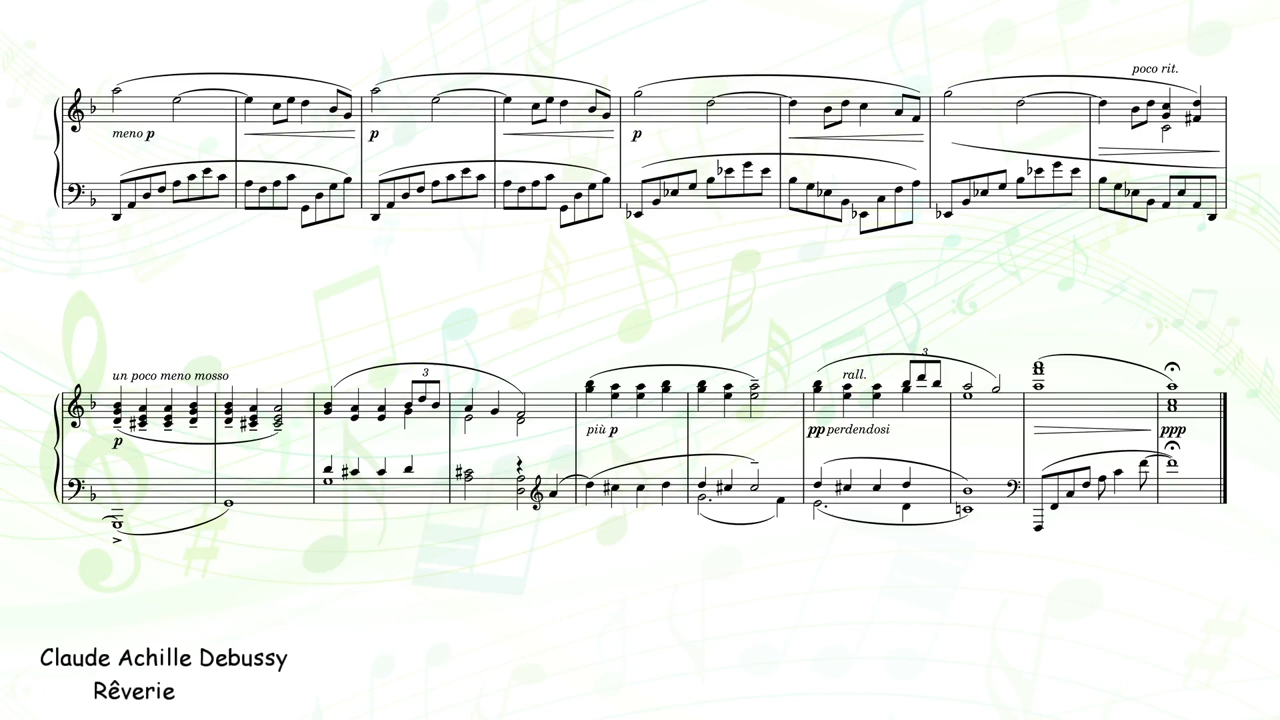 poco rit.
meno p
p
p
un poco meno mosso
3
3
rall.
p
più p
pp perdendosi
ppp
Claude Achille Debussy
Rêverie